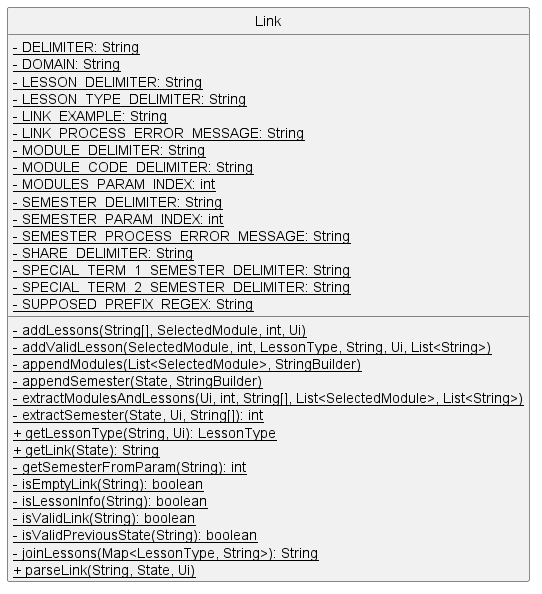 Link
- DELIMITER: String
- DOMAIN: String
- LESSON_DELIMITER: String
- LESSON_TYPE_DELIMITER: String
- LINK_EXAMPLE: String
- LINK_PROCESS_ERROR_MESSAGE: String
- MODULE_DELIMITER: String
- MODULE_CODE_DELIMITER: String
- MODULES_PARAM_INDEX: int
- SEMESTER_DELIMITER: String
- SEMESTER_PARAM_INDEX: int
- SEMESTER_PROCESS_ERROR_MESSAGE: String
- SHARE_DELIMITER: String
- SPECIAL_TERM_1_SEMESTER_DELIMITER: String
- SPECIAL_TERM_2_SEMESTER_DELIMITER: String
- SUPPOSED_PREFIX_REGEX: String
- addLessons(String[], SelectedModule, int, Ui)
- addValidLesson(SelectedModule, int, LessonType, String, Ui, List<String>)
- appendModules(List<SelectedModule>, StringBuilder)
- appendSemester(State, StringBuilder)
- extractModulesAndLessons(Ui, int, String[], List<SelectedModule>, List<String>)
- extractSemester(State, Ui, String[]): int
+ getLessonType(String, Ui): LessonType
+ getLink(State): String
- getSemesterFromParam(String): int
- isEmptyLink(String): boolean
- isLessonInfo(String): boolean
- isValidLink(String): boolean
- isValidPreviousState(String): boolean
- joinLessons(Map<LessonType, String>): String
+ parseLink(String, State, Ui)